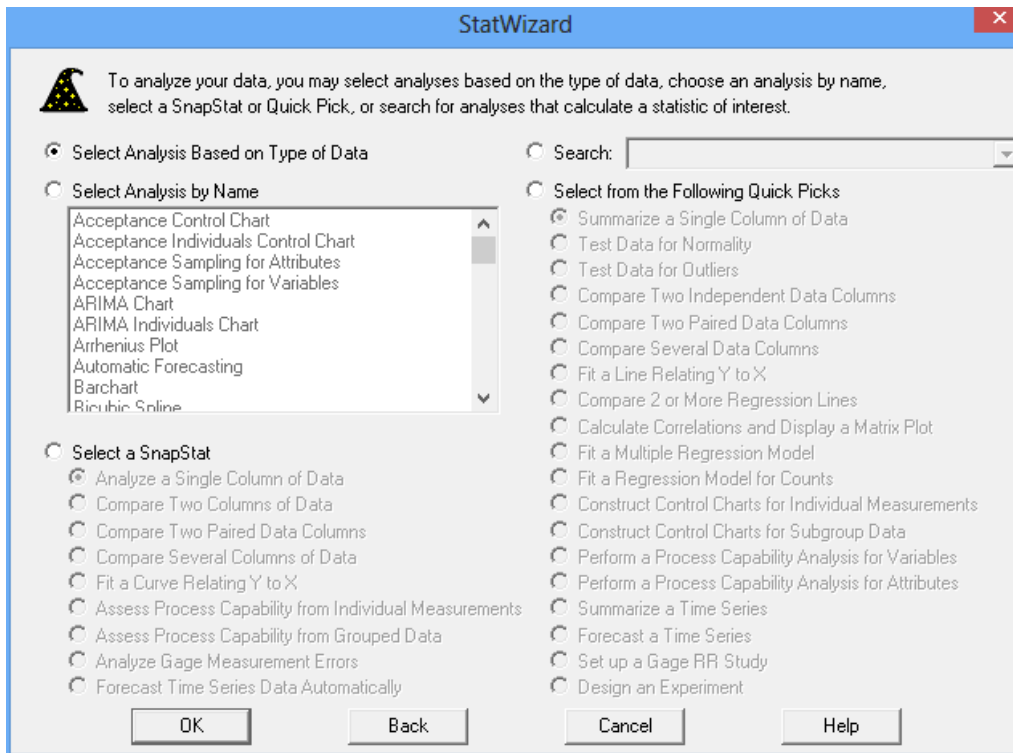 StatWizard
To analyze your data, you may select analyses based on the type of data, choose an analysis by name,
select a SnapStat or Quick Pick, or search for analyses that calculate a statistic of interest.
Select Analysis Based on Type of Data
Select Analysis by Name
Acceptance Control Chart
Acceptance Individuals Control Chart
Acceptance Sampling for Attributes
Acceptance Sampling for Variables
ARIMA Chart
ARIMA Individuals Chart
Arrhenius Plot
Automatic Forecasting
Barchart
Bicubic Spline
Select a SnapStat
Analyze a Single Column of Data
Compare Two Columns of Data
Compare Two Paired Data Columns
Compare Several Columns of Data
Fit a Curve Relating Y to X
Assess Process Capability from Individual Measurements
Assess Process Capability from Grouped Data
Analyze Gage Measurement Errors
Forecast Time Series Data Automatically
Search:
Select from the Following Quick Picks
Summarize a Single Column of Data
Test Data for Normality
Test Data for Outliers
Compare Two Independent Data Columns
Compare Two Paired Data Columns
Compare Several Data Columns
Fit a Line Relating Y to X
Compare 2 or More Regression Lines
Calculate Correlations and Display a Matrix Plot
Fit a Multiple Regression Model
Fit a Regression Model for Counts
Construct Control Charts for Individual Measurements
Construct Control Charts for Subgroup Data
Perform a Process Capability Analysis for Variables
Perform a Process Capability Analysis for Attributes
Summarize a Time Series
Forecast a Time Series
Set up a Gage RR Study
Design an Experiment
OK
Back
Cancel
Help